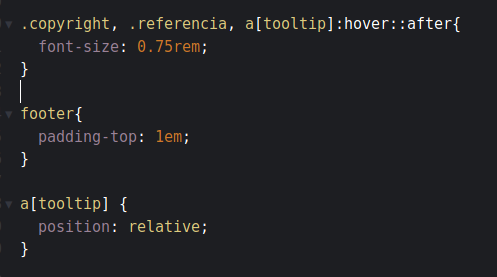 .copyright, .referencia, a[tooltip]:hover::after{
  font-size: 0.75rem;
}

footer{
  padding-top: 1em;
}

a[tooltip] {
  position: relative;
}